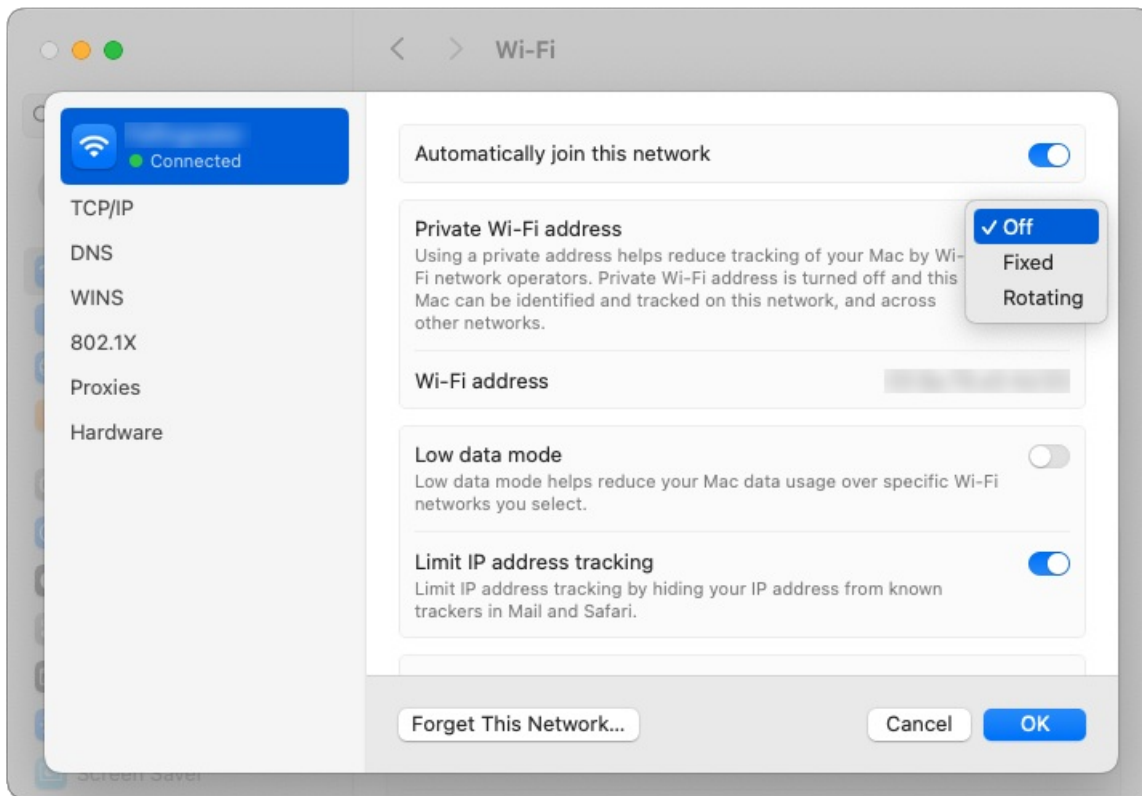 Wi-Fi
Connected
TCP/IP
DNS
WINS
802.1X
Proxies
Hardware
Automatically join this network
Private Wi-Fi address
Using a private address helps reduce tracking of your Mac by Wi-
Fi network operators. Private Wi-Fi address is turned off and this
Mac can be identified and tracked on this network, and across
other networks.
✓ Off
Fixed
Rotating
Wi-Fi address
Low data mode
Low data mode helps reduce your Mac data usage over specific Wi-Fi
networks you select.
Limit IP address tracking
Limit IP address tracking by hiding your IP address from known
trackers in Mail and Safari.
Forget This Network...
Cancel
OK
Screen Saver